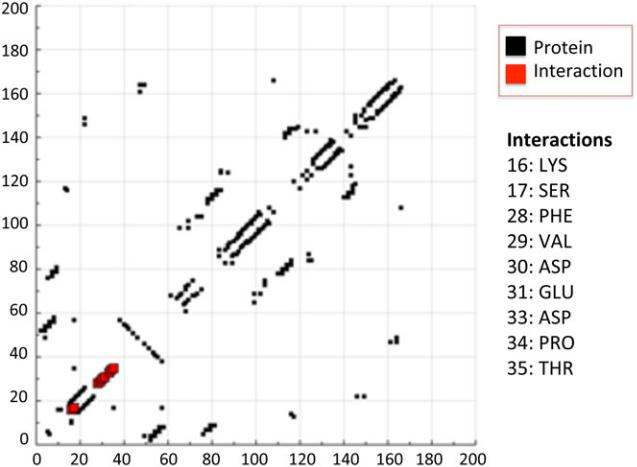 200
180
160
140
120
100
80
60
40
20
0
0 20 40 60 80 100 120 140 160 180 200
Protein
Interaction
Interactions
16: LYS
17: SER
28: PHE
29: VAL
30: ASP
31: GLU
33: ASP
34: PRO
35: THR